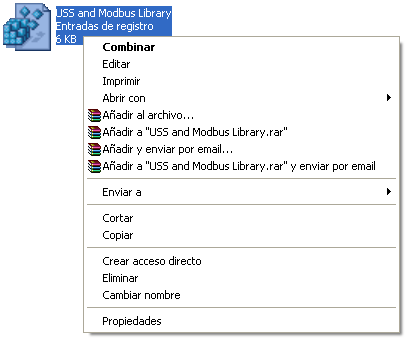 USS and Modbus Library
Entradas de registro
6 KB
Combinar
Editar
Imprimir
Abrir con
Añadir al archivo...
Añadir a "USS and Modbus Library.rar"
Añadir y enviar por email...
Añadir a "USS and Modbus Library.rar" y enviar por email
Enviar a
Cortar
Copiar
Crear acceso directo
Eliminar
Cambiar nombre
Propiedades